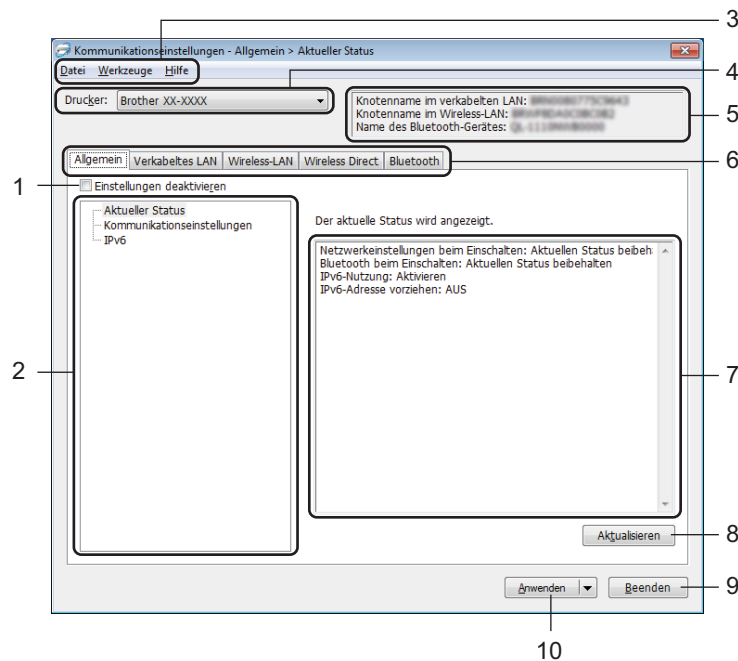 3
Kommunikationseinstellungen - Allgemein > Aktueller Status
Datei Werkzeuge Hilfe
4
Drucker: Brother XX-XXXX
Knotenname im verkabelten LAN:
Knotenname im Wireless-LAN:
Name des Bluetooth-Gerätes:
5
Allgemein Verkabeltes LAN Wireless-LAN Wireless Direct Bluetooth
6
1
Einstellungen deaktivieren
Aktueller Status
Kommunikationseinstellungen
IPv6
2
Der aktuelle Status wird angezeigt.
Netzwerkeinstellungen beim Einschalten: Aktuellen Status beibeh
Bluetooth beim Einschalten: Aktuellen Status beibehalten
IPv6-Nutzung: Aktivieren
IPv6-Adresse vorziehen: AUS
7
Aktualisieren
8
Anwenden
Beenden
9
10